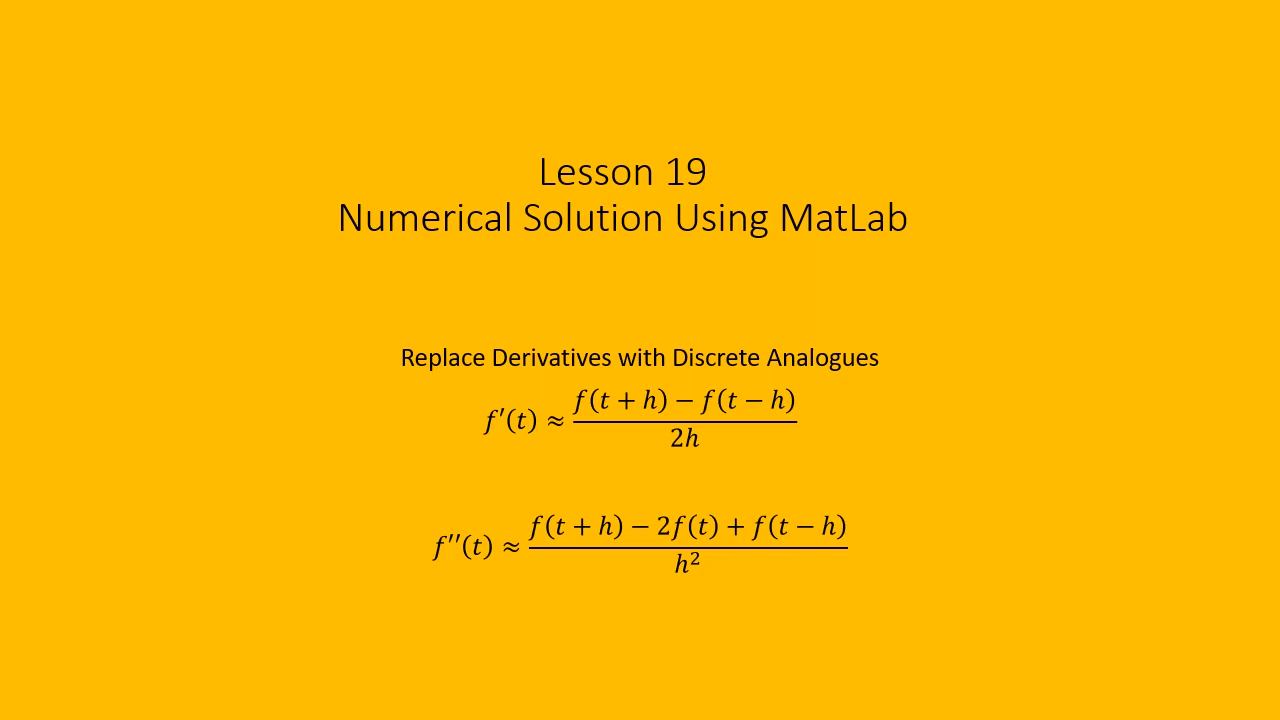 Lesson 19
Numerical Solution Using MatLab
Replace Derivatives with Discrete Analogues
𝑓′(𝑡) ≈ (𝑓(𝑡 + ℎ) − 𝑓(𝑡 − ℎ)) / 2ℎ
𝑓′′(𝑡) ≈ (𝑓(𝑡 + ℎ) − 2𝑓(𝑡) + 𝑓(𝑡 − ℎ)) / ℎ²